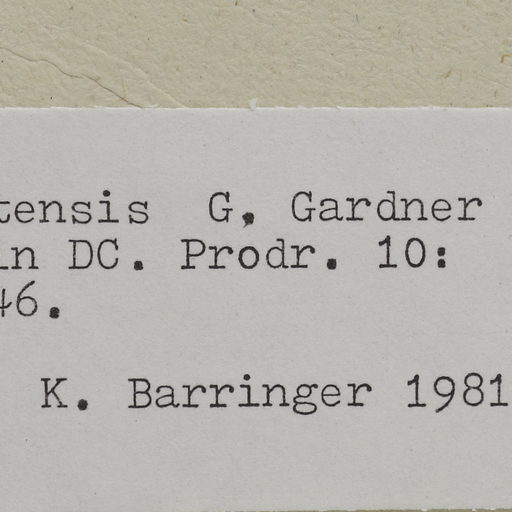 tensis G. Gardner
in DC. Prodr. 10:
46.
K. Barringer 1981